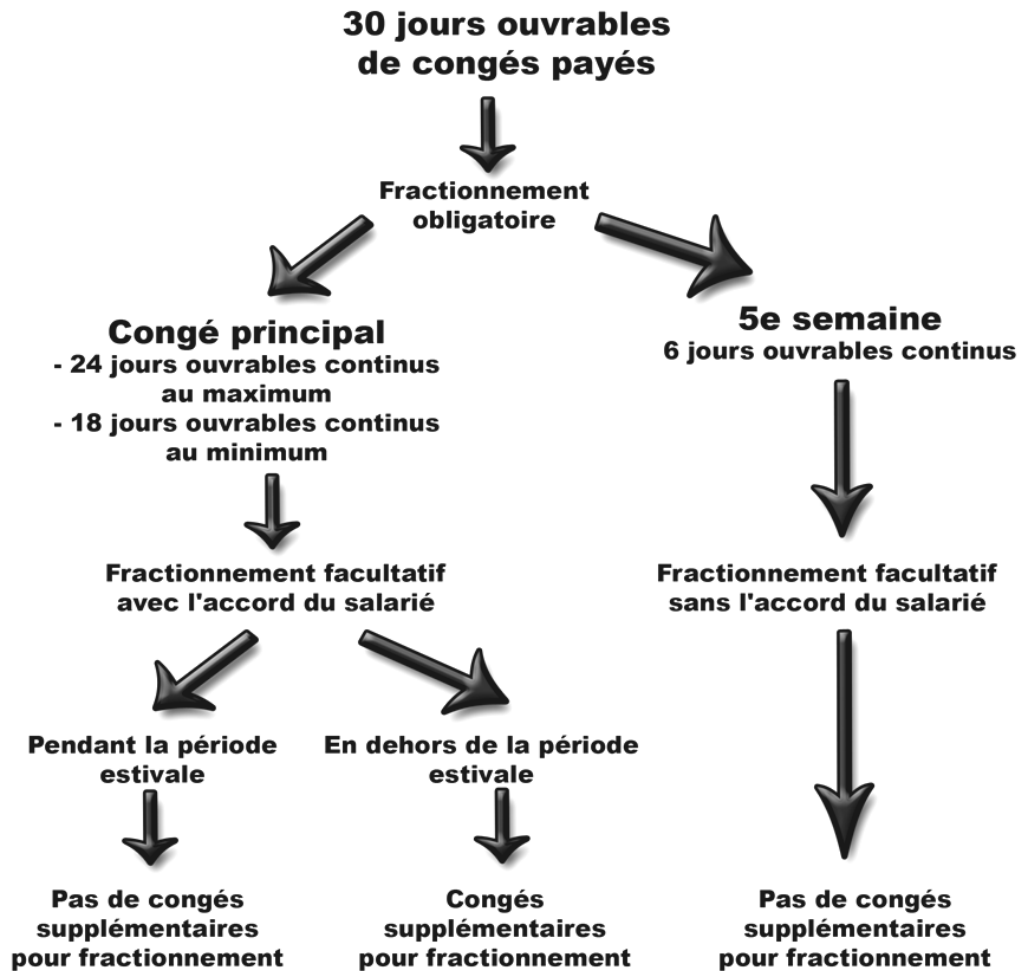 30 jours ouvrables
de congés payés
Fractionnement
obligatoire
Congé principal
- 24 jours ouvrables continus
au maximum
- 18 jours ouvrables continus
au minimum
5e semaine
6 jours ouvrables continus
Fractionnement facultatif
avec l'accord du salarié
Fractionnement facultatif
sans l'accord du salarié
Pendant la période
estivale
En dehors de la période
estivale
Pas de congés
supplémentaires
pour fractionnement
Congés
supplémentaires
pour fractionnement
Pas de congés
supplémentaires
pour fractionnement